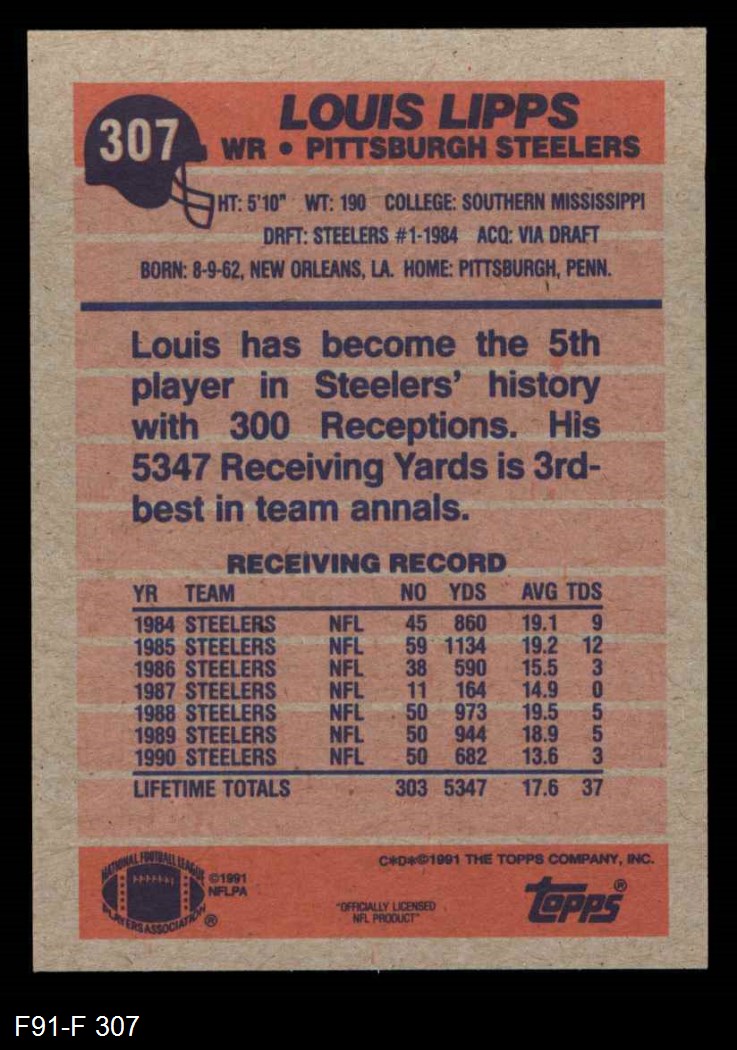 307
LOUIS LIPPS
WR • PITTSBURGH STEELERS
HT: 5'10" WT: 190 COLLEGE: SOUTHERN MISSISSIPPI
DRFT: STEELERS #1-1984 ACQ: VIA DRAFT
BORN: 8-9-62, NEW ORLEANS, LA. HOME: PITTSBURGH, PENN.
Louis has become the 5th
player in Steelers' history
with 300 Receptions. His
5347 Receiving Yards is 3rd-
best in team annals.
RECEIVING RECORD
YR TEAM NO YDS AVG TDS
1984 STEELERS NFL 45 860 19.1 9
1985 STEELERS NFL 59 1134 19.2 12
1986 STEELERS NFL 38 590 15.5 3
1987 STEELERS NFL 11 164 14.9 0
1988 STEELERS NFL 50 973 19.5 5
1989 STEELERS NFL 50 944 18.9 5
1990 STEELERS NFL 50 682 13.6 3
LIFETIME TOTALS 303 5347 17.6 37
NATIONAL FOOTBALL LEAGUE
PLAYERS ASSOCIATION ®
©1991
NFLPA
C*D*©1991 THE TOPPS COMPANY, INC.
"OFFICIALLY LICENSED
NFL PRODUCT"
topps®
F91-F 307